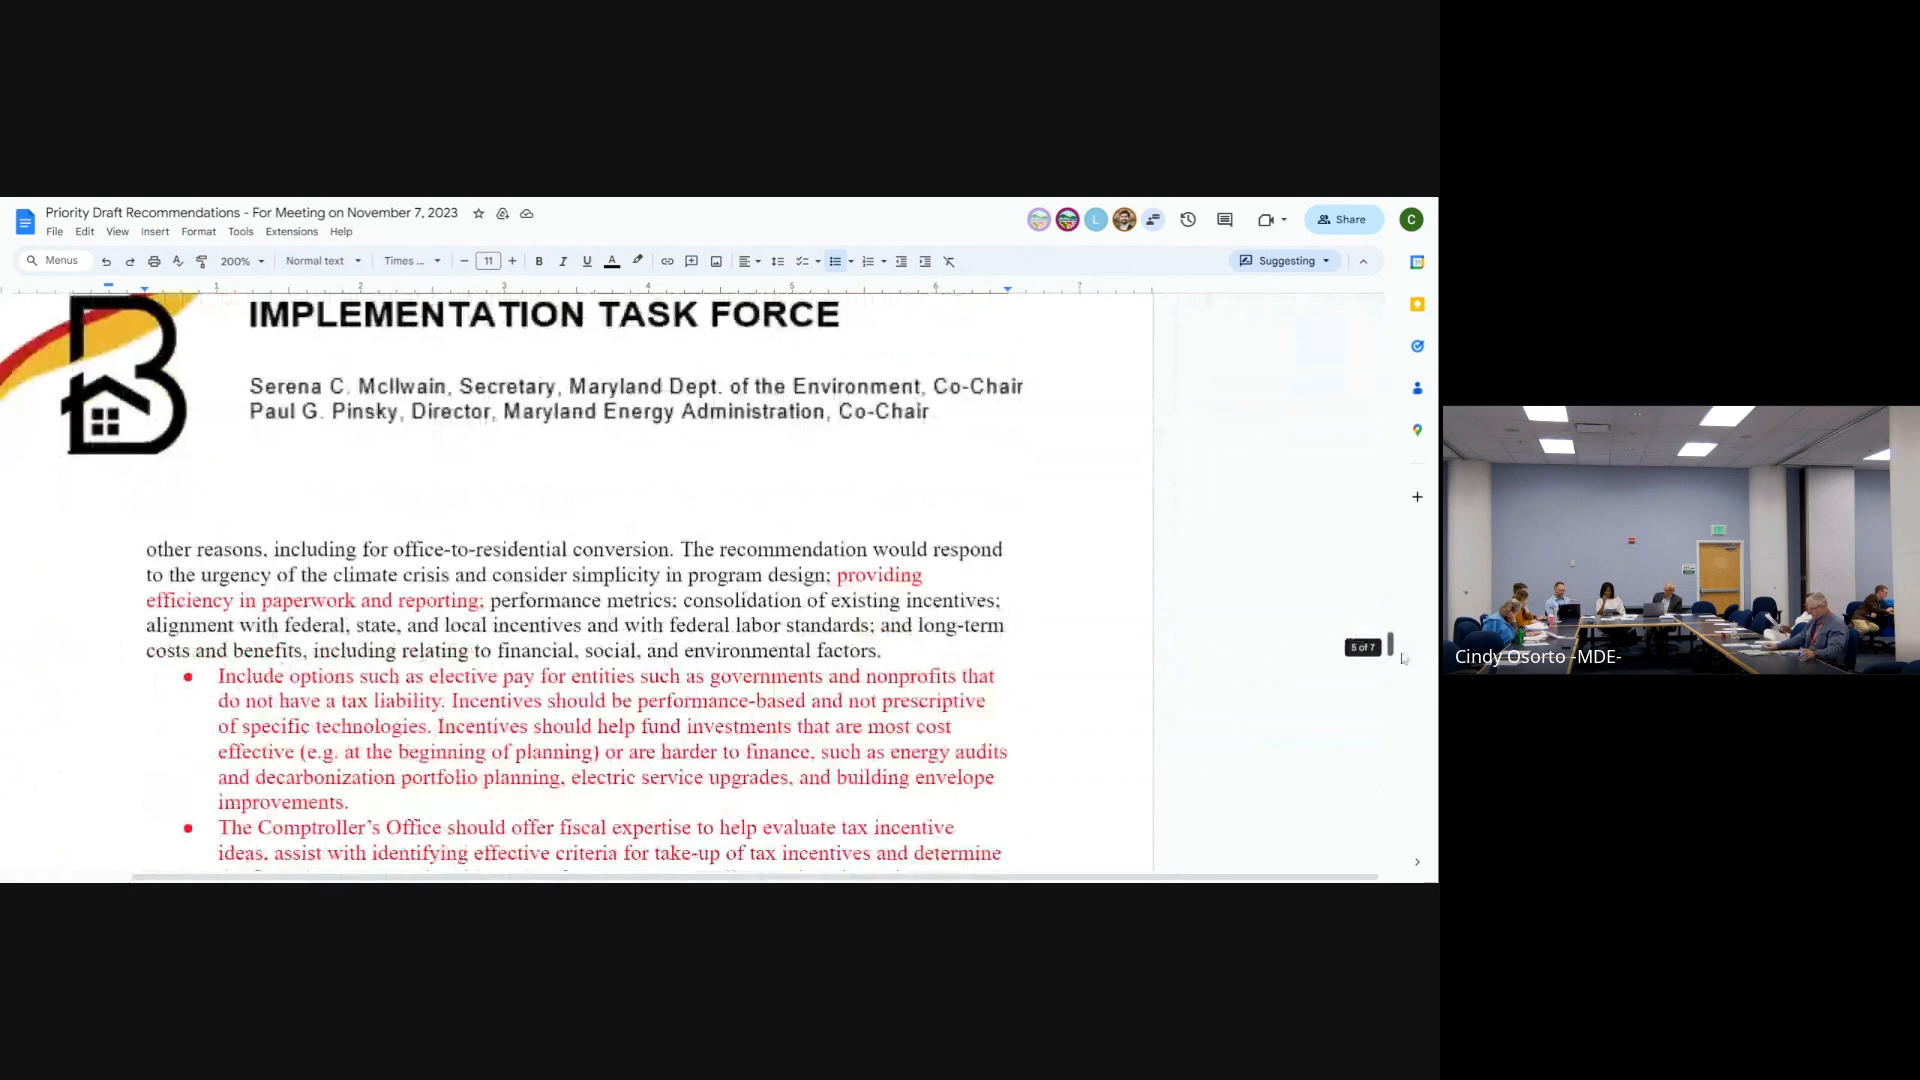 Priority Draft Recommendations - For Meeting on November 7, 2023
File Edit View Insert Format Tools Extensions Help
Share
C
L
Menus
200%
Normal text
Times ...
11
B I U A
Suggesting
1 2 3 4 5 6 7
IMPLEMENTATION TASK FORCE
Serena C. McIlwain, Secretary, Maryland Dept. of the Environment, Co-Chair
Paul G. Pinsky, Director, Maryland Energy Administration, Co-Chair
other reasons, including for office-to-residential conversion. The recommendation would respond
to the urgency of the climate crisis and consider simplicity in program design; providing
efficiency in paperwork and reporting; performance metrics; consolidation of existing incentives;
alignment with federal, state, and local incentives and with federal labor standards; and long-term
costs and benefits, including relating to financial, social, and environmental factors.
Include options such as elective pay for entities such as governments and nonprofits that
do not have a tax liability. Incentives should be performance-based and not prescriptive
of specific technologies. Incentives should help fund investments that are most cost
effective (e.g. at the beginning of planning) or are harder to finance, such as energy audits
and decarbonization portfolio planning, electric service upgrades, and building envelope
improvements.
The Comptroller's Office should offer fiscal expertise to help evaluate tax incentive
ideas, assist with identifying effective criteria for take-up of tax incentives and determine
5 of 7
Cindy Osorto -MDE-